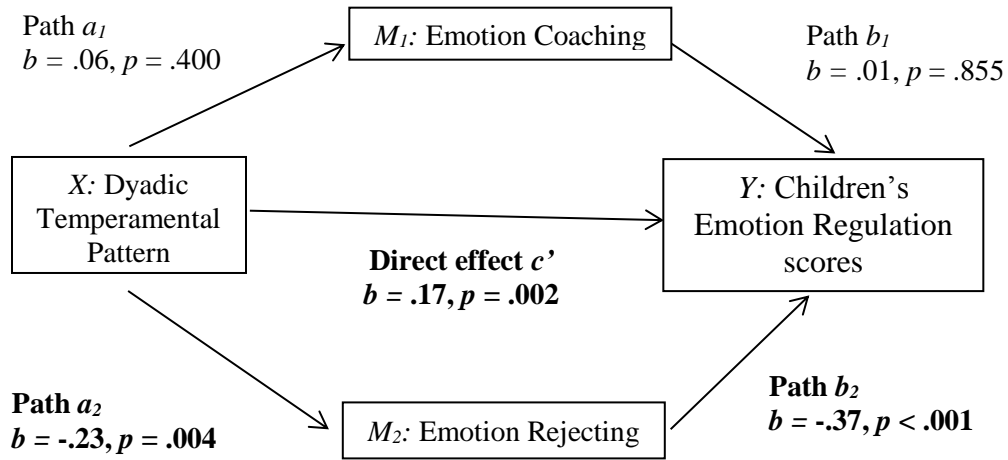 Path a₁
b = .06, p = .400
M₁: Emotion Coaching
Path b₁
b = .01, p = .855
X: Dyadic
Temperamental
Pattern
Y: Children’s
Emotion Regulation
scores
Direct effect c’
b = .17, p = .002
Path a₂
b = -.23, p = .004
M₂: Emotion Rejecting
Path b₂
b = -.37, p < .001